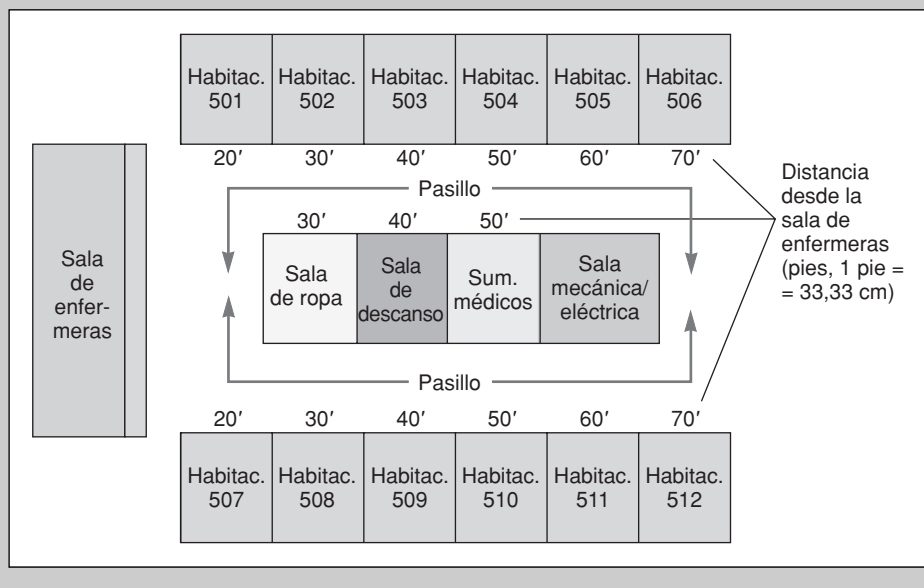 Habitac.
501
Habitac.
502
Habitac.
503
Habitac.
504
Habitac.
505
Habitac.
506
20′ 30′ 40′ 50′ 60′ 70′
Pasillo
30′ 40′ 50′
Sala
de
enfer-
meras
Sala
de ropa
Sala
de
descanso
Sum.
médicos
Sala
mecánica/
eléctrica
Distancia
desde la
sala de
enfermeras
(pies, 1 pie =
= 33,33 cm)
Pasillo
20′ 30′ 40′ 50′ 60′ 70′
Habitac.
507
Habitac.
508
Habitac.
509
Habitac.
510
Habitac.
511
Habitac.
512